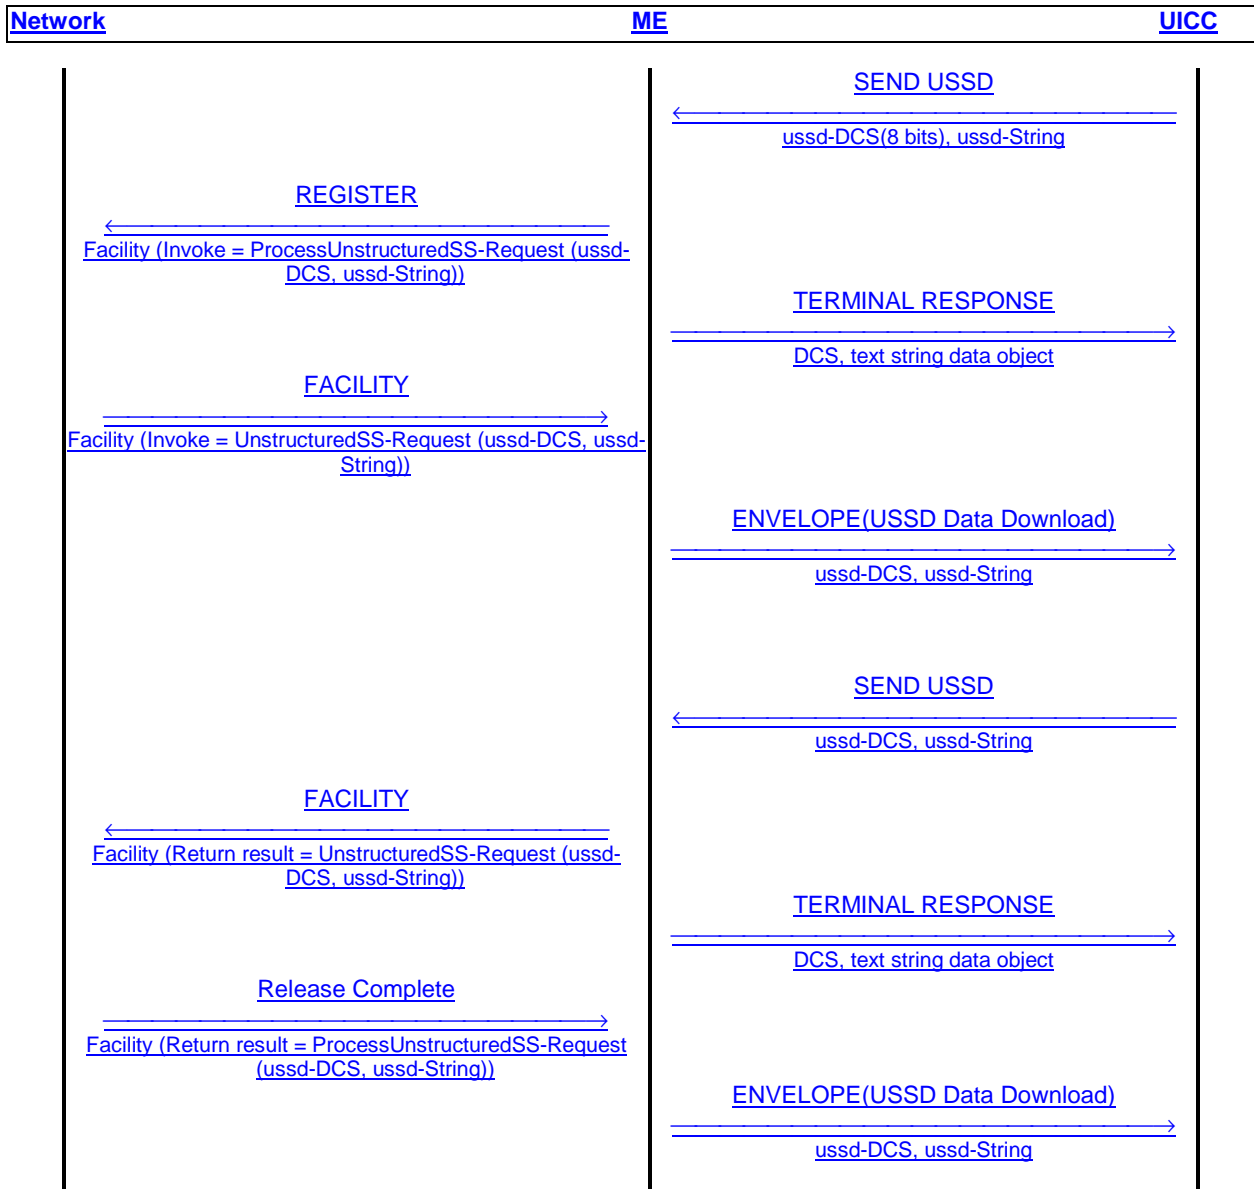 Network ME UICC
SEND USSD
ussd-DCS(8 bits), ussd-String
REGISTER
Facility (Invoke = ProcessUnstructuredSS-Request (ussd-
DCS, ussd-String))
TERMINAL RESPONSE
DCS, text string data object
FACILITY
Facility (Invoke = UnstructuredSS-Request (ussd-DCS, ussd-
String))
ENVELOPE(USSD Data Download)
ussd-DCS, ussd-String
SEND USSD
ussd-DCS, ussd-String
FACILITY
Facility (Return result = UnstructuredSS-Request (ussd-
DCS, ussd-String))
TERMINAL RESPONSE
DCS, text string data object
Release Complete
Facility (Return result = ProcessUnstructuredSS-Request
(ussd-DCS, ussd-String))
ENVELOPE(USSD Data Download)
ussd-DCS, ussd-String